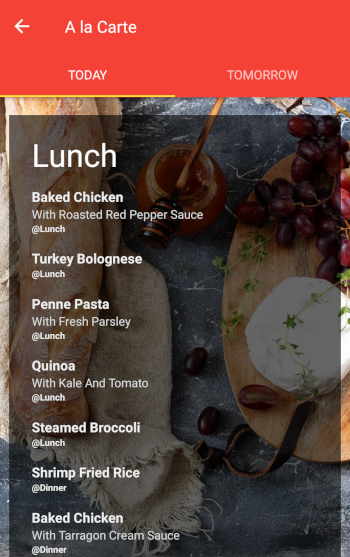 A la Carte
TODAY
TOMORROW
Lunch
Baked Chicken
With Roasted Red Pepper Sauce
@Lunch
Turkey Bolognese
@Lunch
Penne Pasta
With Fresh Parsley
@Lunch
Quinoa
With Kale And Tomato
@Lunch
Steamed Broccoli
@Lunch
Shrimp Fried Rice
@Dinner
Baked Chicken
With Tarragon Cream Sauce
@Dinner